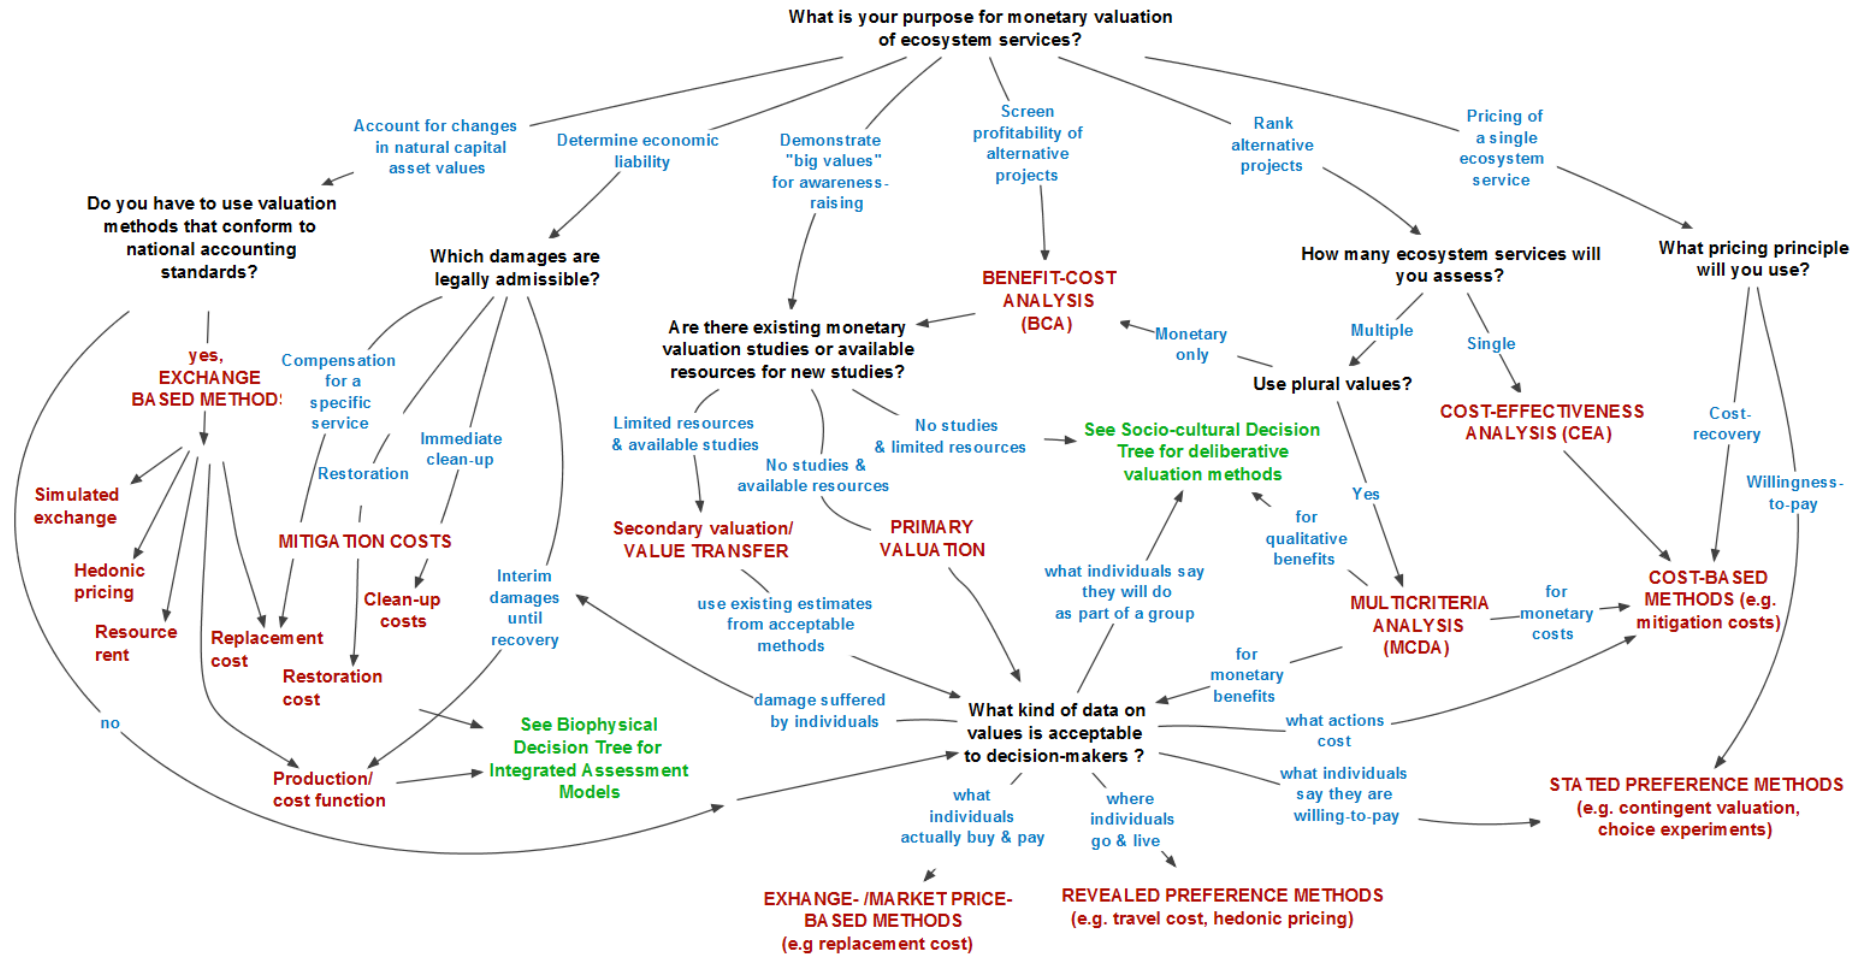 What is your purpose for monetary valuation
of ecosystem services?
Account for changes
in natural capital
asset values
Determine economic
liability
Demonstrate
"big values"
for awareness-
raising
Screen
profitability of
alternative
projects
Rank
alternative
projects
Pricing of
a single
ecosystem
service
Do you have to use valuation
methods that conform to
national accounting
standards?
Which damages are
legally admissible?
BENEFIT-COST
ANALYSIS
(BCA)
How many ecosystem services will
you assess?
What pricing principle
will you use?
Are there existing monetary
valuation studies or available
resources for new studies?
Monetary
only
Multiple
Single
Use plural values?
yes,
EXCHANGE
BASED METHODS
Compensation
for a
specific
service
Restoration
Immediate
clean-up
Limited resources
& available studies
No studies &
available resources
No studies
& limited resources
See Socio-cultural Decision
Tree for deliberative
valuation methods
COST-EFFECTIVENESS
ANALYSIS (CEA)
Cost-
recovery
Willingness-
to-pay
Yes
for
qualitative
benefits
Simulated
exchange
Hedonic
pricing
Resource
rent
Replacement
cost
MITIGATION COSTS
Clean-up
costs
Restoration
cost
Interim
damages
until
recovery
Secondary valuation/
VALUE TRANSFER
PRIMARY
VALUATION
use existing estimates
from acceptable
methods
what individuals say
they will do
as part of a group
MULTICRITERIA
ANALYSIS
(MCDA)
for
monetary
costs
COST-BASED
METHODS (e.g.
mitigation costs)
for
monetary
benefits
no
Production/
cost function
See Biophysical
Decision Tree for
Integrated Assessment
Models
damage suffered
by individuals
What kind of data on
values is acceptable
to decision-makers ?
what actions
cost
what individuals
say they are
willing-to-pay
STATED PREFERENCE METHODS
(e.g. contingent valuation,
choice experiments)
what
individuals
actually buy & pay
where
individuals
go & live
EXHANGE- /MARKET PRICE-
BASED METHODS
(e.g replacement cost)
REVEALED PREFERENCE METHODS
(e.g. travel cost, hedonic pricing)